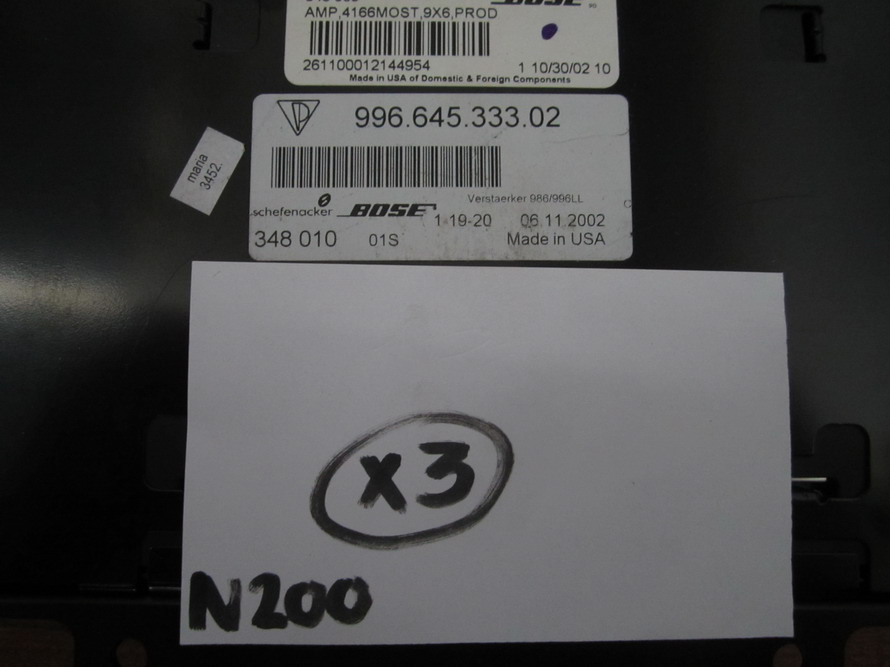 BOSE
AMP,4166MOST,9X6,PROD
261100012144954
1 10/30/02 10
Made in USA of Domestic & Foreign Components
996.645.333.02
mana
3452.
Verstaerker 986/996LL
schefenacker BOSE
1-19-20 06.11.2002
348 010 01S Made in USA
X3
N200